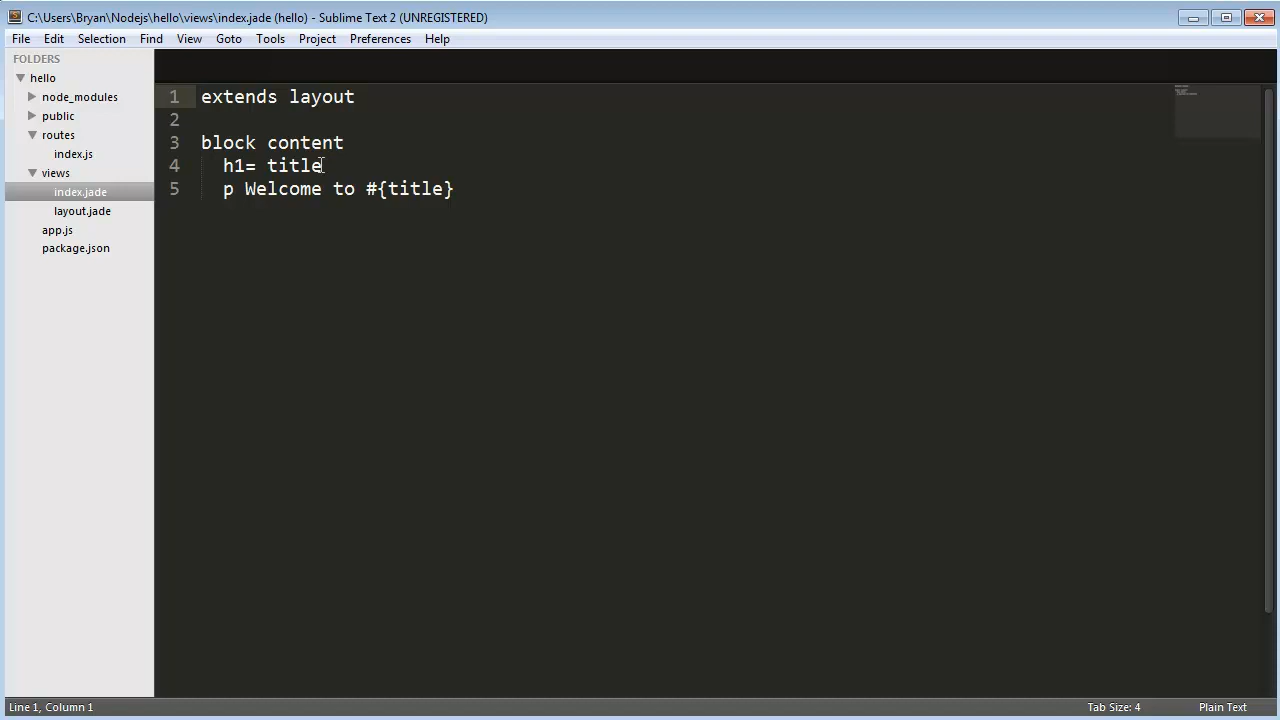 C:\Users\Bryan\Nodejs\hello\views\index.jade (hello) - Sublime Text 2 (UNREGISTERED)
File Edit Selection Find View Goto Tools Project Preferences Help
FOLDERS
hello
node_modules
public
routes
index.js
views
index.jade
layout.jade
app.js
package.json
1 extends layout
2
3 block content
4 h1= title
5 p Welcome to #{title}
Line 1, Column 1 Tab Size: 4 Plain Text